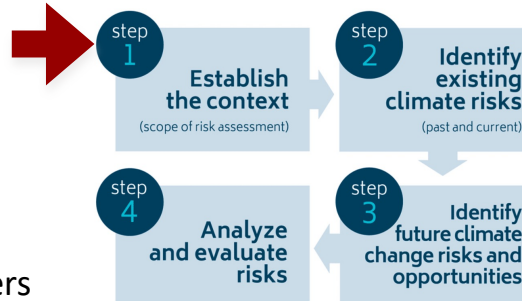 step
1
Establish
the context
(scope of risk assessment)
step
2
Identify
existing
climate risks
(past and current)
step
3
Identify
future climate
change risks and
opportunities
step
4
Analyze
and evaluate
risks
ers